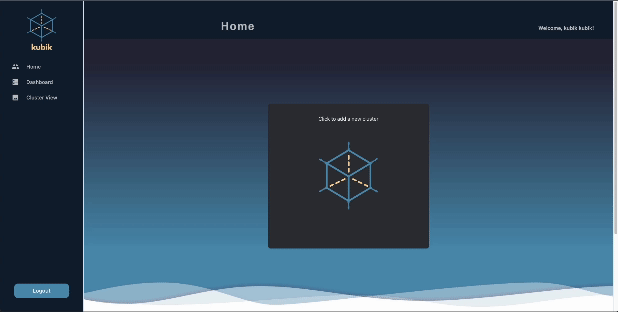 kubik
Home
Dashboard
Cluster View
Logout
Home
Welcome, kubik kubik!
Click to add a new cluster